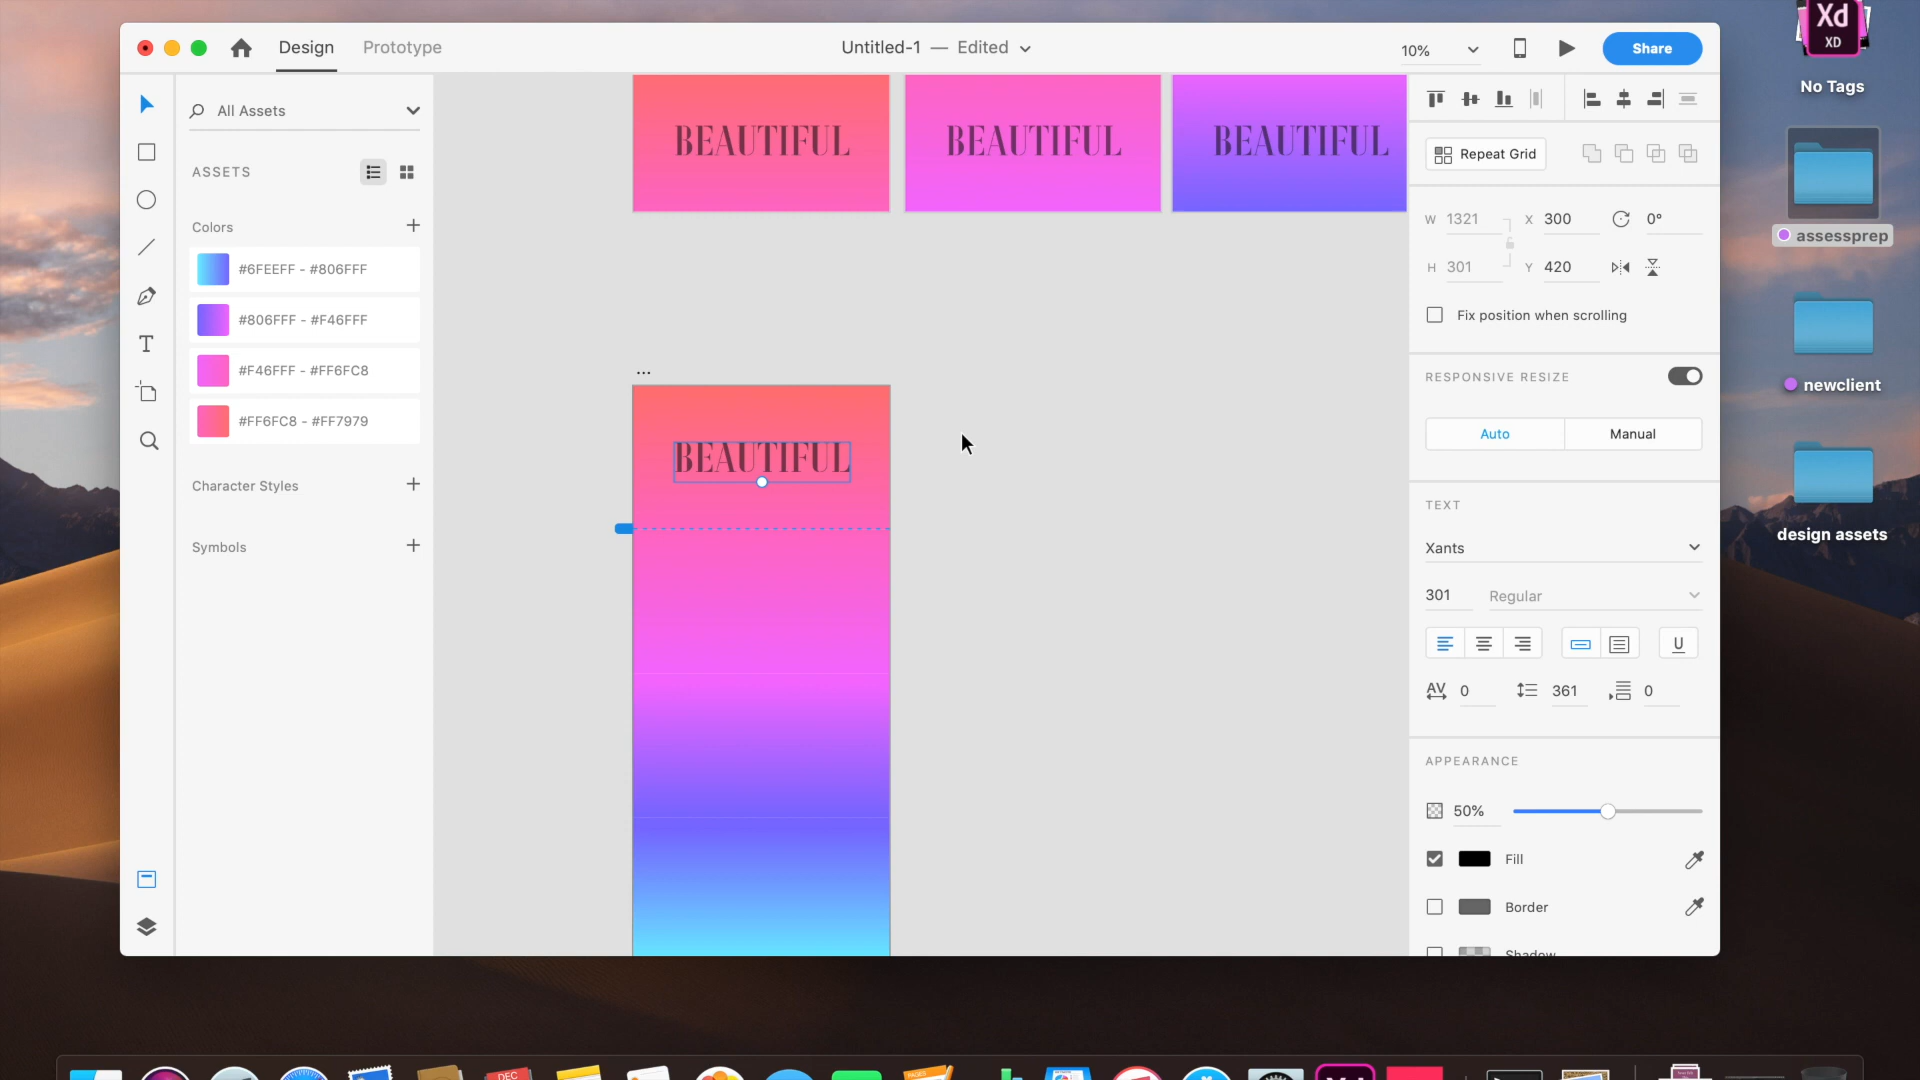 Design
Prototype
Untitled-1 — Edited
10%
Share
Xd
XD
No Tags
assessprep
newclient
design assets
All Assets
ASSETS
Colors
#6FEEFF - #806FFF
#806FFF - #F46FFF
#F46FFF - #FF6FC8
#FF6FC8 - #FF7979
Character Styles
Symbols
BEAUTIFUL
BEAUTIFUL
BEAUTIFUL
...
BEAUTIFUL
Repeat Grid
W 1321 X 300 0°
H 301 Y 420
Fix position when scrolling
RESPONSIVE RESIZE
Auto Manual
TEXT
Xants
301 Regular
U
AV 0 361 0
APPEARANCE
50%
Fill
Border
Shadow
DEC
PAGES